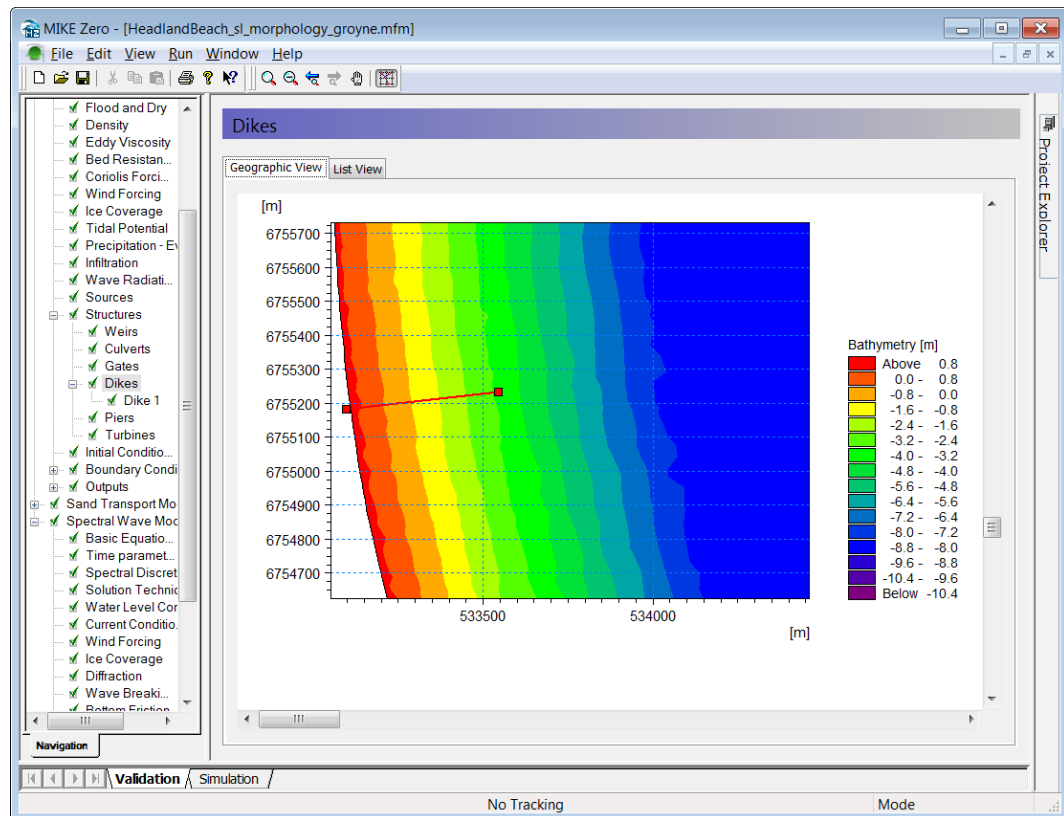 MIKE Zero - [HeadlandBeach_sl_morphology_groyne.mfm]
File Edit View Run Window Help
Flood and Dry
Density
Eddy Viscosity
Bed Resistan...
Coriolis Forci...
Wind Forcing
Ice Coverage
Tidal Potential
Precipitation - Ev
Infiltration
Wave Radiati...
Sources
Structures
Weirs
Culverts
Gates
Dikes
Dike 1
Piers
Turbines
Initial Conditio...
Boundary Condi
Outputs
Sand Transport Mo
Spectral Wave Moc
Basic Equatio...
Time paramet...
Spectral Discret
Solution Technic
Water Level Cor
Current Conditio.
Wind Forcing
Ice Coverage
Diffraction
Wave Breaki...
Bottom Friction
Navigation
Dikes
Geographic View List View
[m]
6755700
6755600
6755500
6755400
6755300
6755200
6755100
6755000
6754900
6754800
6754700
533500 534000
[m]
Bathymetry [m]
Above 0.8
0.0 - 0.8
-0.8 - 0.0
-1.6 - -0.8
-2.4 - -1.6
-3.2 - -2.4
-4.0 - -3.2
-4.8 - -4.0
-5.6 - -4.8
-6.4 - -5.6
-7.2 - -6.4
-8.0 - -7.2
-8.8 - -8.0
-9.6 - -8.8
-10.4 - -9.6
Below -10.4
Project Explorer
Validation Simulation
No Tracking Mode